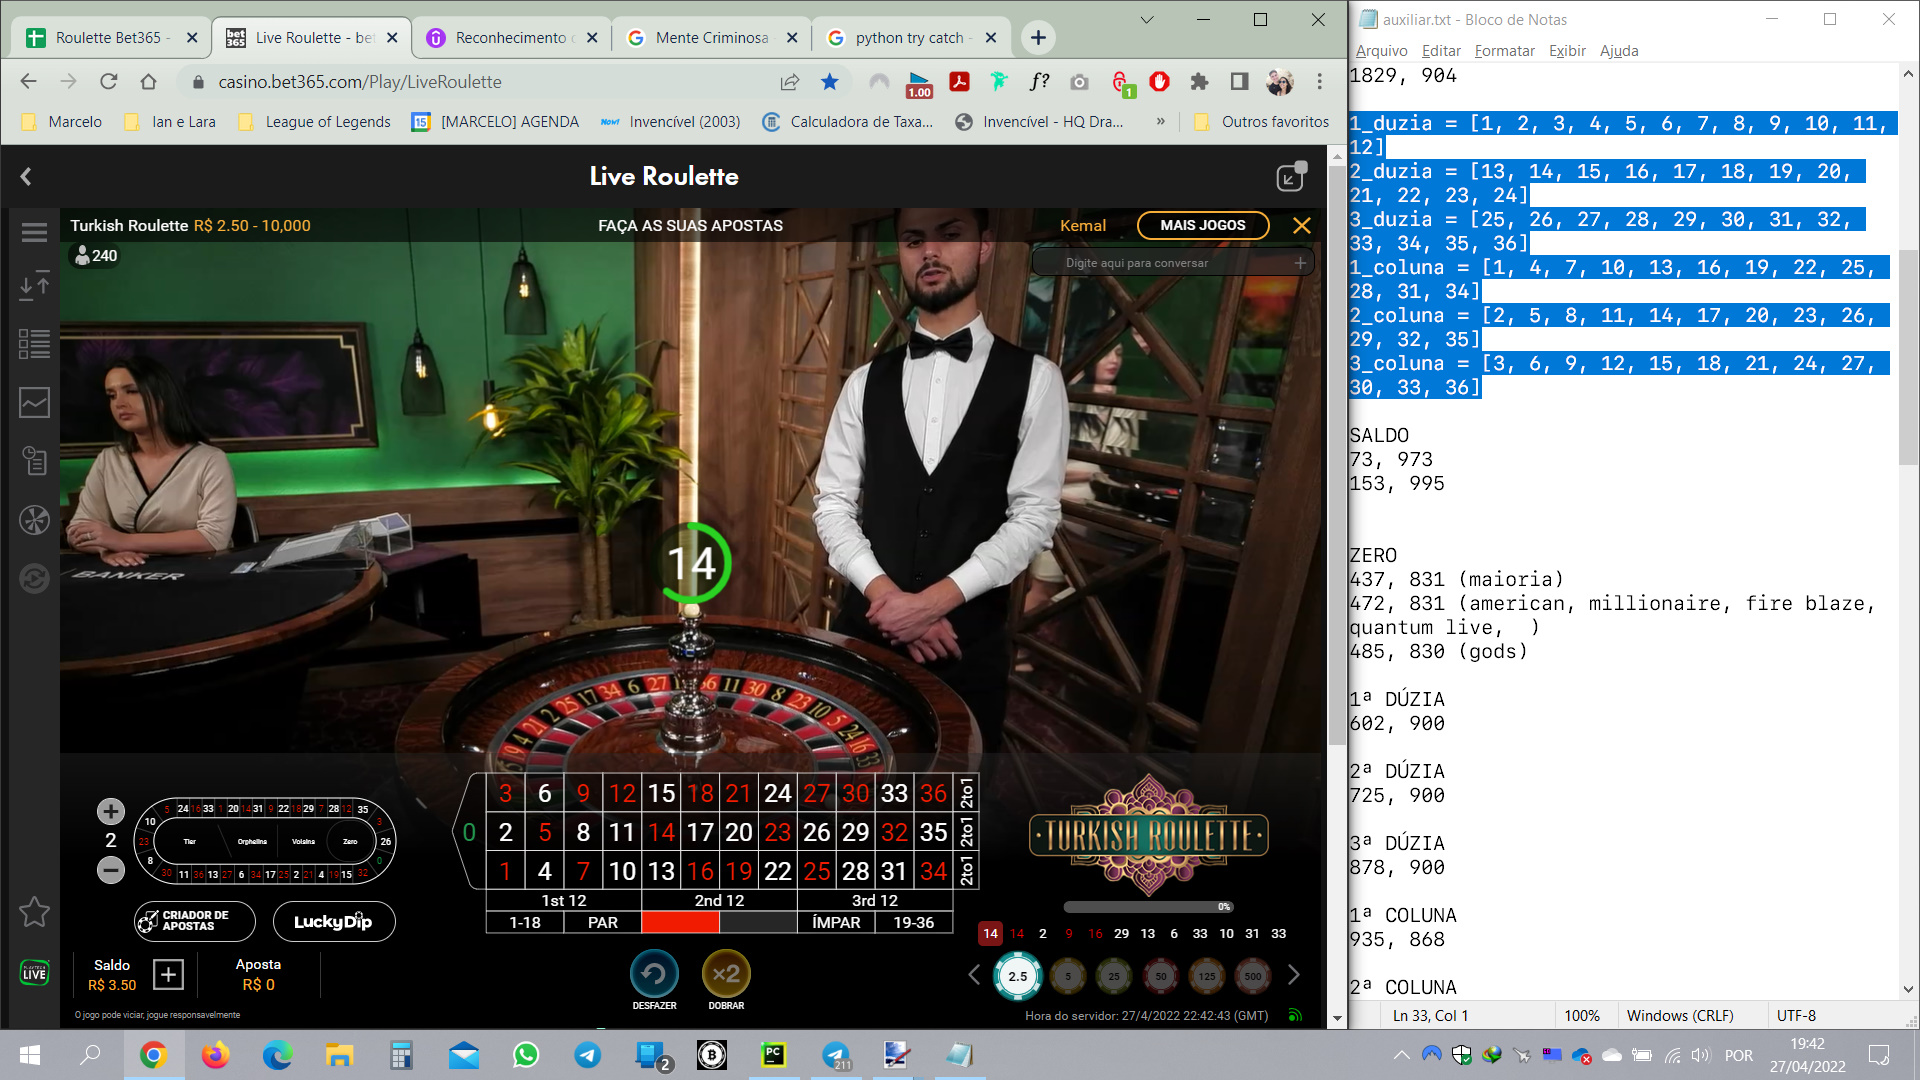 Roulette Bet365 -
Live Roulette - bet
Reconhecimento
Mente Criminosa
python try catch -
casino.bet365.com/Play/LiveRoulette
1.00
f?
1
Marcelo
Ian e Lara
League of Legends
15
[MARCELO] AGENDA
Now!
Invencível (2003)
Calculadora de Taxa...
Invencível - HQ Dra...
»
Outros favoritos
Live Roulette
Turkish Roulette R$ 2.50 - 10,000
FAÇA AS SUAS APOSTAS
Kemal
MAIS JOGOS
240
Digite aqui para conversar
14
BANKER
3 6 9 12 15 18 21 24 27 30 33 36 2to1
0 2 5 8 11 14 17 20 23 26 29 32 35 2to1
1 4 7 10 13 16 19 22 25 28 31 34 2to1
1st 12 2nd 12 3rd 12
1-18 PAR ÍMPAR 19-36
2
Tier Orphelins Voisins Zero
CRIADOR DE
APOSTAS
LuckyDip
TURKISH ROULETTE
0%
14 14 2 9 16 29 13 6 33 10 31 33
2.5 5 25 50 125 500
Saldo
R$ 3.50
Aposta
R$ 0
×2
DESFAZER
DOBRAR
PLAYTECH
LIVE
O jogo pode viciar, jogue responsavelmente
Hora do servidor: 27/4/2022 22:42:43 (GMT)
auxiliar.txt - Bloco de Notas
Arquivo Editar Formatar Exibir Ajuda
1829, 904
1_duzia = [1, 2, 3, 4, 5, 6, 7, 8, 9, 10, 11,
12]
2_duzia = [13, 14, 15, 16, 17, 18, 19, 20,
21, 22, 23, 24]
3_duzia = [25, 26, 27, 28, 29, 30, 31, 32,
33, 34, 35, 36]
1_coluna = [1, 4, 7, 10, 13, 16, 19, 22, 25,
28, 31, 34]
2_coluna = [2, 5, 8, 11, 14, 17, 20, 23, 26,
29, 32, 35]
3_coluna = [3, 6, 9, 12, 15, 18, 21, 24, 27,
30, 33, 36]
SALDO
73, 973
153, 995
ZERO
437, 831 (maioria)
472, 831 (american, millionaire, fire blaze,
quantum live,  )
485, 830 (gods)
1ª DÚZIA
602, 900
2ª DÚZIA
725, 900
3ª DÚZIA
878, 900
1ª COLUNA
935, 868
2ª COLUNA
Ln 33, Col 1
100%
Windows (CRLF)
UTF-8
2
PC
211
POR
19:42
27/04/2022